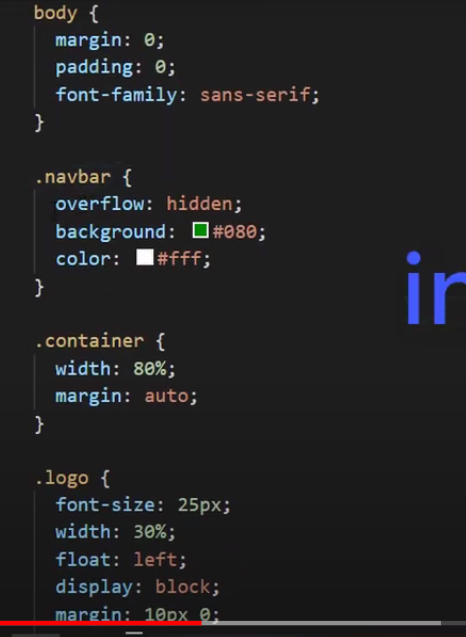 body {
margin: 0;
padding: 0;
font-family: sans-serif;
}
.navbar {
overflow: hidden;
background: #080;
color: #fff;
}
.container {
width: 80%;
margin: auto;
}
.logo {
font-size: 25px;
width: 30%;
float: left;
display: block;
margin: 10px 0;
in